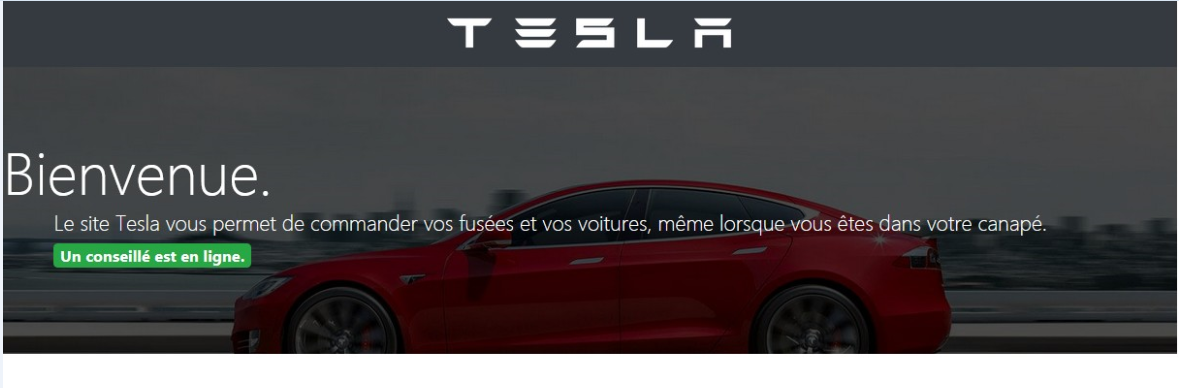 TESLA
Bienvenue.
Le site Tesla vous permet de commander vos fusées et vos voitures, même lorsque vous êtes dans votre canapé.
Un conseillé est en ligne.